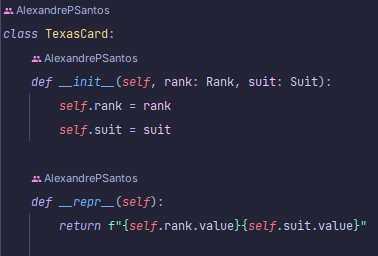 AlexandrePSantos
class TexasCard:
AlexandrePSantos
def __init__(self, rank: Rank, suit: Suit):
self.rank = rank
self.suit = suit
AlexandrePSantos
def __repr__(self):
return f"{self.rank.value}{self.suit.value}"